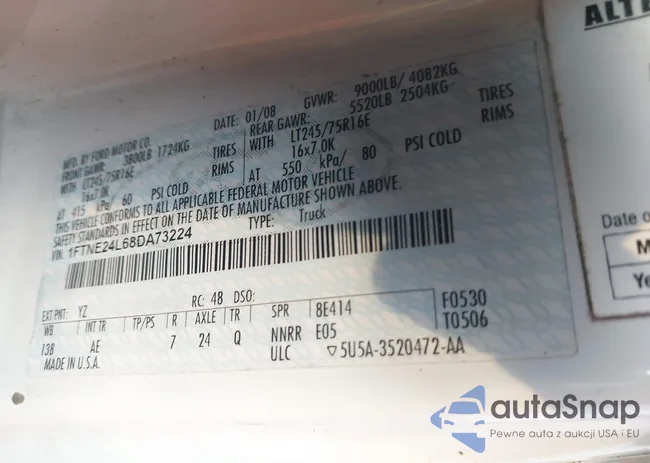 ALT
MFD. BY FORD MOTOR CO.
DATE: 01/08
GVWR: 9000LB/ 4082KG
FRONT GAWR: 3800LB 1724KG
REAR GAWR: 5520LB 2504KG
WITH LT245/75R16E TIRES
WITH LT245/75R16E TIRES
16x7.0K RIMS
16x7.0K RIMS
AT 415 kPa/ 60 PSI COLD
AT 550 kPa/ 80 PSI COLD
THIS VEHICLE CONFORMS TO ALL APPLICABLE FEDERAL MOTOR VEHICLE
SAFETY STANDARDS IN EFFECT ON THE DATE OF MANUFACTURE SHOWN ABOVE.
VIN: 1FTNE24L68DA73224
TYPE: Truck
EXT PNT: YZ RC: 48 DSO:
WB INT TR TP/PS R AXLE TR SPR 8E414 F0530
138 AE 7 24 Q NNRR E05 T0506
MADE IN U.S.A. ULC ▽5U5A-3520472-AA
Date o
M
Ye
autaSnap
Pewne auta z aukcji USA i EU